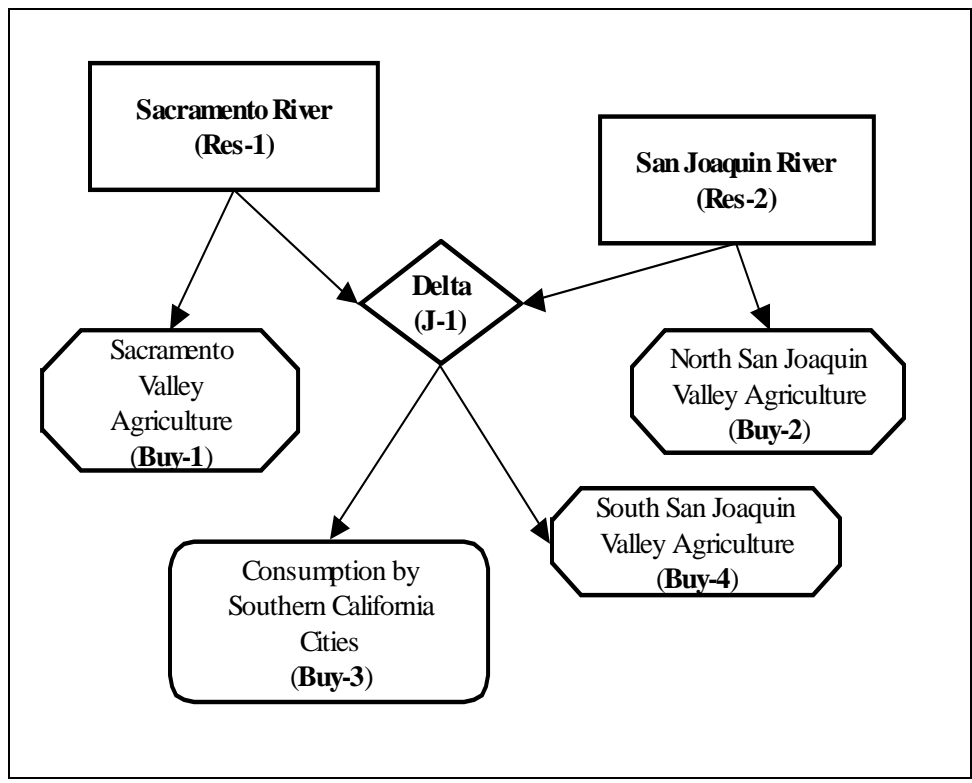 Sacramento River
(Res-1)
San Joaquin River
(Res-2)
Delta
(J-1)
Sacramento
Valley
Agriculture
(Buy-1)
North San Joaquin
Valley Agriculture
(Buy-2)
South San Joaquin
Valley Agriculture
(Buy-4)
Consumption by
Southern California
Cities
(Buy-3)